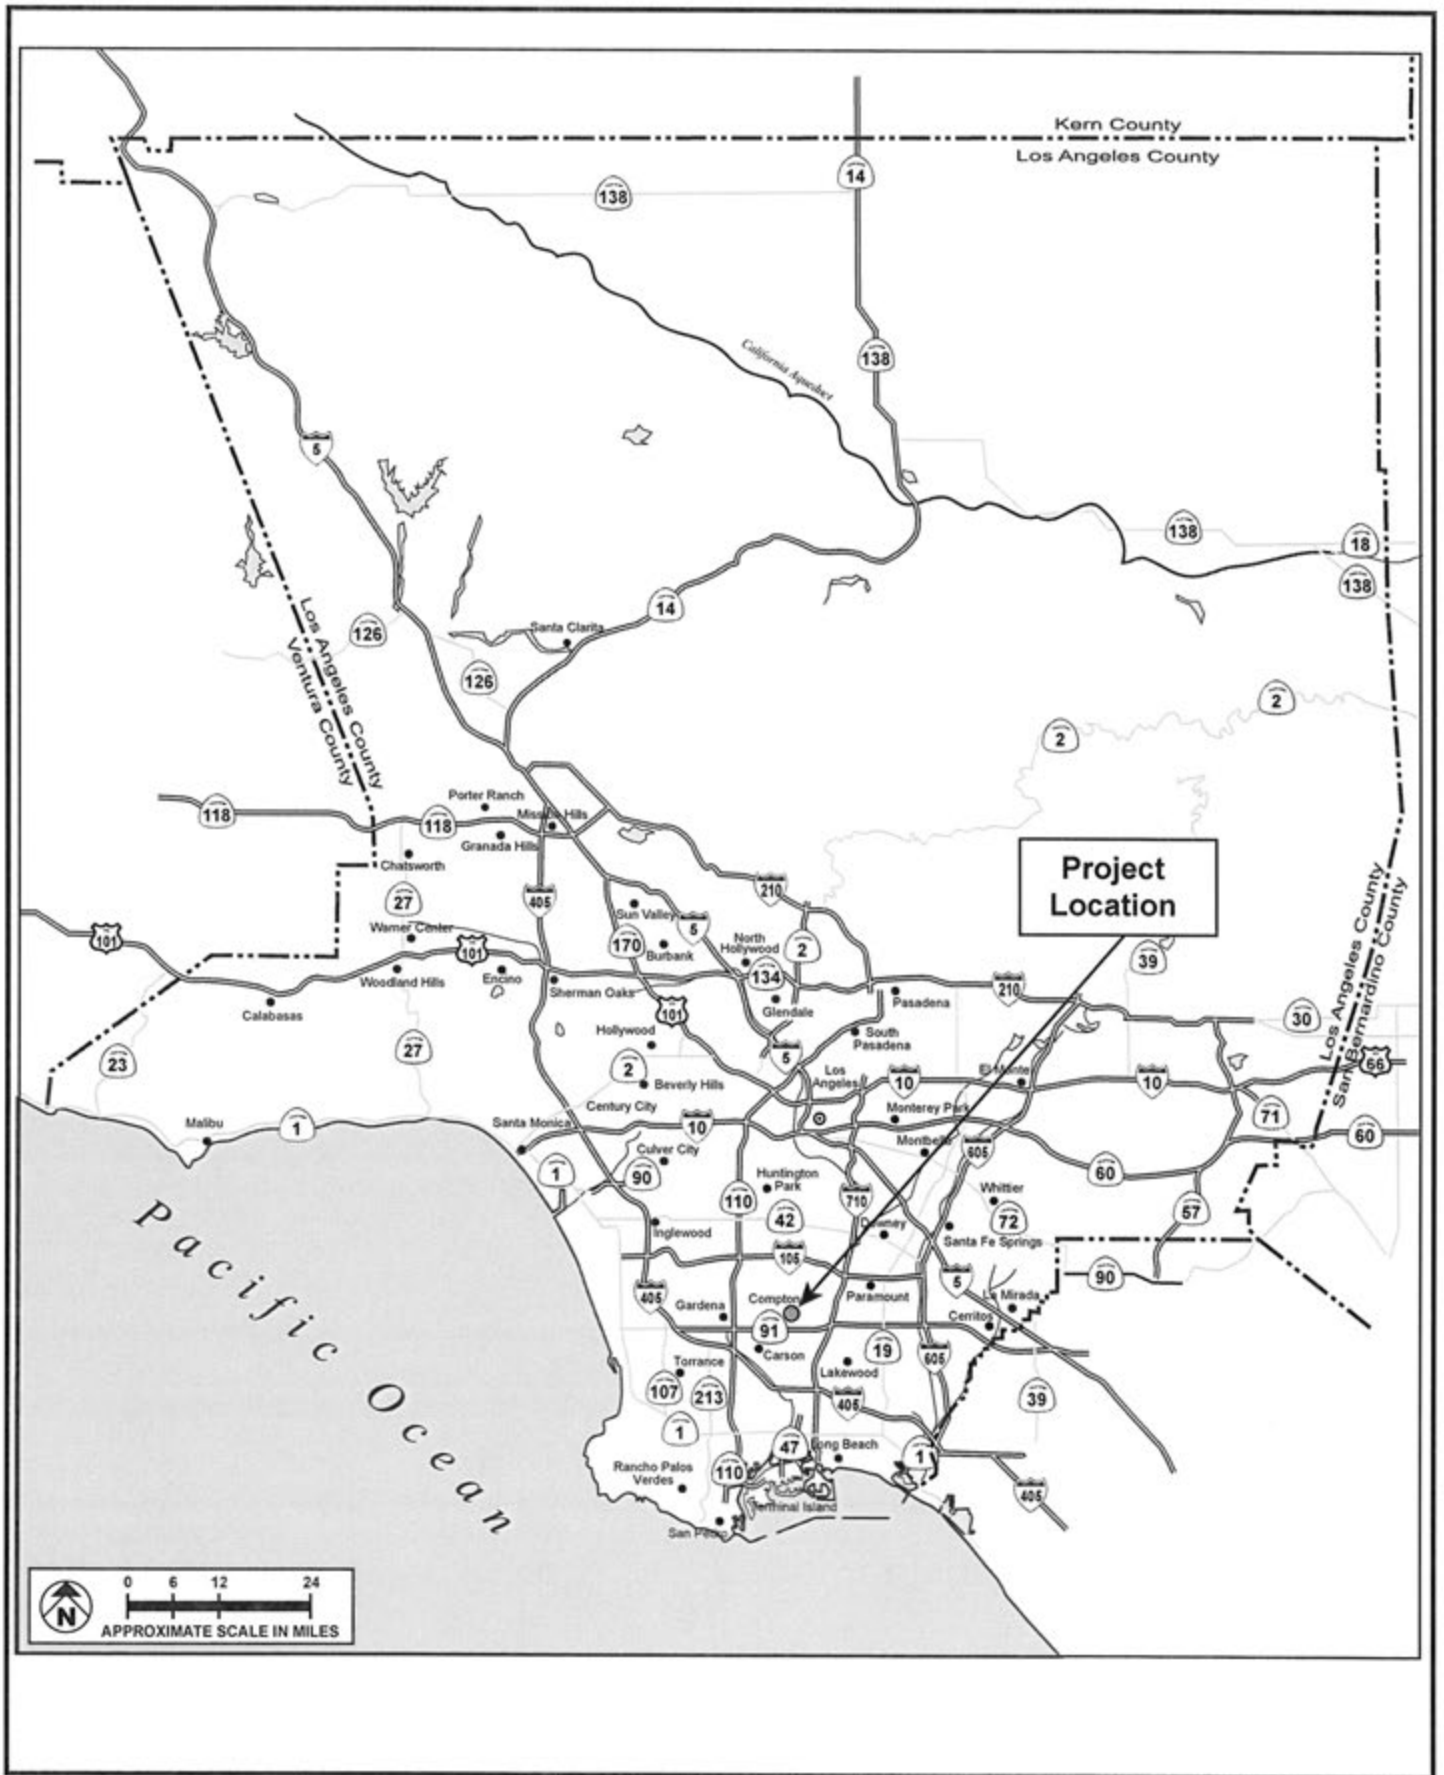 Kern County
Los Angeles County
14
138
138
California Aqueduct
5
138
18
138
14
126
Santa Clarita
126
Los Angeles County
Ventura County
2
2
Porter Ranch
118
118
Mission Hills
Granada Hills
Chatsworth
Project
Location
210
27
405
Sun Valley
5
Warner Center
101
101
170
Burbank
North
Hollywood
2
39
134
Woodland Hills
Encino
Sherman Oaks
210
Pasadena
Calabasas
101
Glendale
30
Los Angeles County
San Bernardino County
Hollywood
South
Pasadena
23
27
5
66
2
Los
Angeles
10
El Monte
10
Beverly Hills
Century City
Monterey Park
71
Malibu
1
Santa Monica
10
60
Montbello
605
Culver City
1
90
Huntington
Park
60
110
710
Whittier
42
72
57
Inglewood
Downey
Santa Fe Springs
105
5
90
405
Gardena
Compton
Paramount
La Mirada
Cerritos
91
Carson
19
605
Torrance
Lakewood
107
213
405
39
1
47
Long Beach
1
Rancho Palos
Verdes
110
405
Terminal Island
San Pedro
Pacific Ocean
N
0 6 12 24
APPROXIMATE SCALE IN MILES